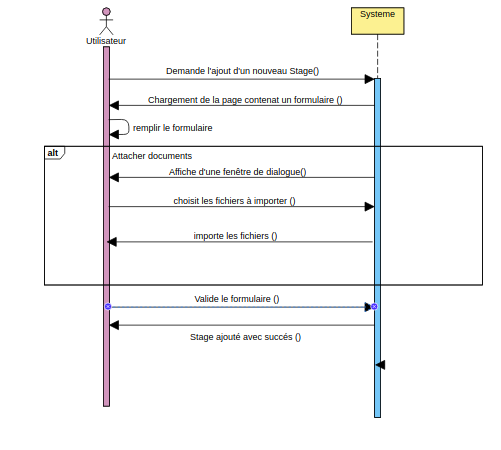 Systeme
Utilisateur
Demande l'ajout d'un nouveau Stage()
Chargement de la page contenat un formulaire ()
remplir le formulaire
alt
Attacher documents
Affiche d'une fenêtre de dialogue()
choisit les fichiers à importer ()
importe les fichiers ()
Valide le formulaire ()
Stage ajouté avec succés ()